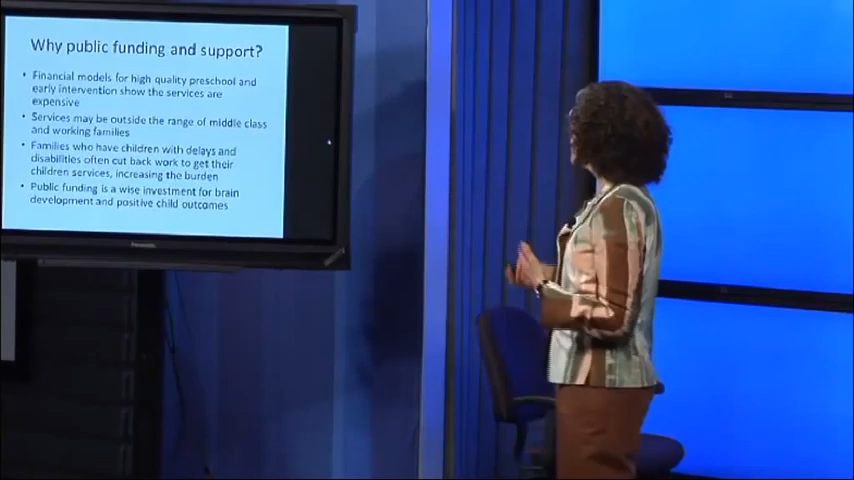 Why public funding and support?
• Financial models for high quality preschool and
early intervention show the services are
expensive
• Services may be outside the range of middle class
and working families
• Families who have children with delays and
disabilities often cut back work to get their
children services, increasing the burden
• Public funding is a wise investment for brain
development and positive child outcomes
Panasonic